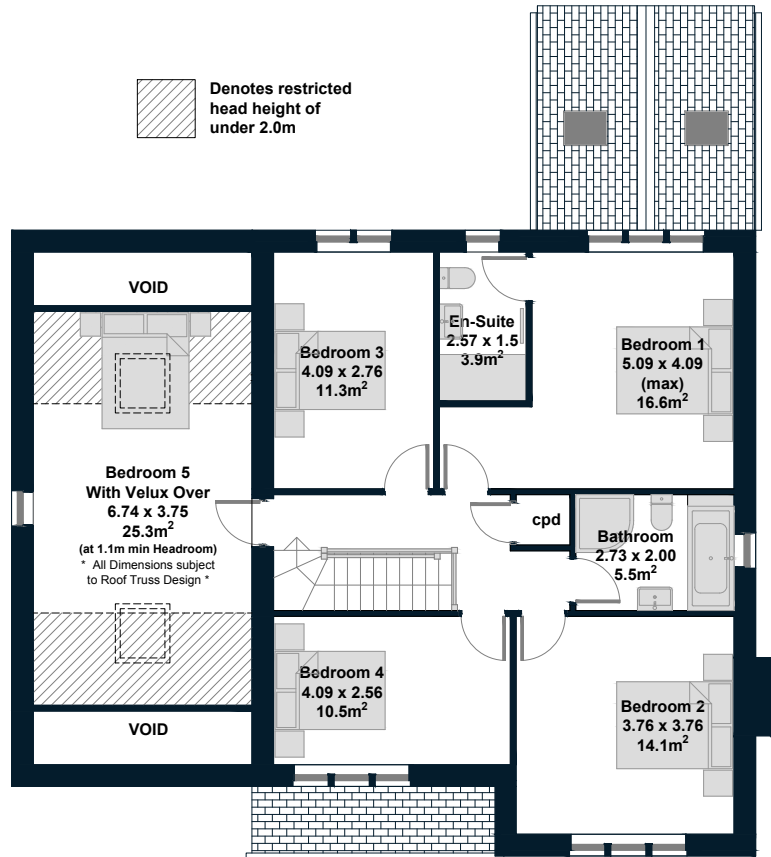 Denotes restricted
head height of
under 2.0m
VOID
Bedroom 3
4.09 x 2.76
11.3m²
En-Suite
2.57 x 1.5
3.9m²
Bedroom 1
5.09 x 4.09
(max)
16.6m²
Bedroom 5
With Velux Over
6.74 x 3.75
25.3m²
(at 1.1m min Headroom)
* All Dimensions subject
to Roof Truss Design *
cpd
Bathroom
2.73 x 2.00
5.5m²
Bedroom 4
4.09 x 2.56
10.5m²
Bedroom 2
3.76 x 3.76
14.1m²
VOID